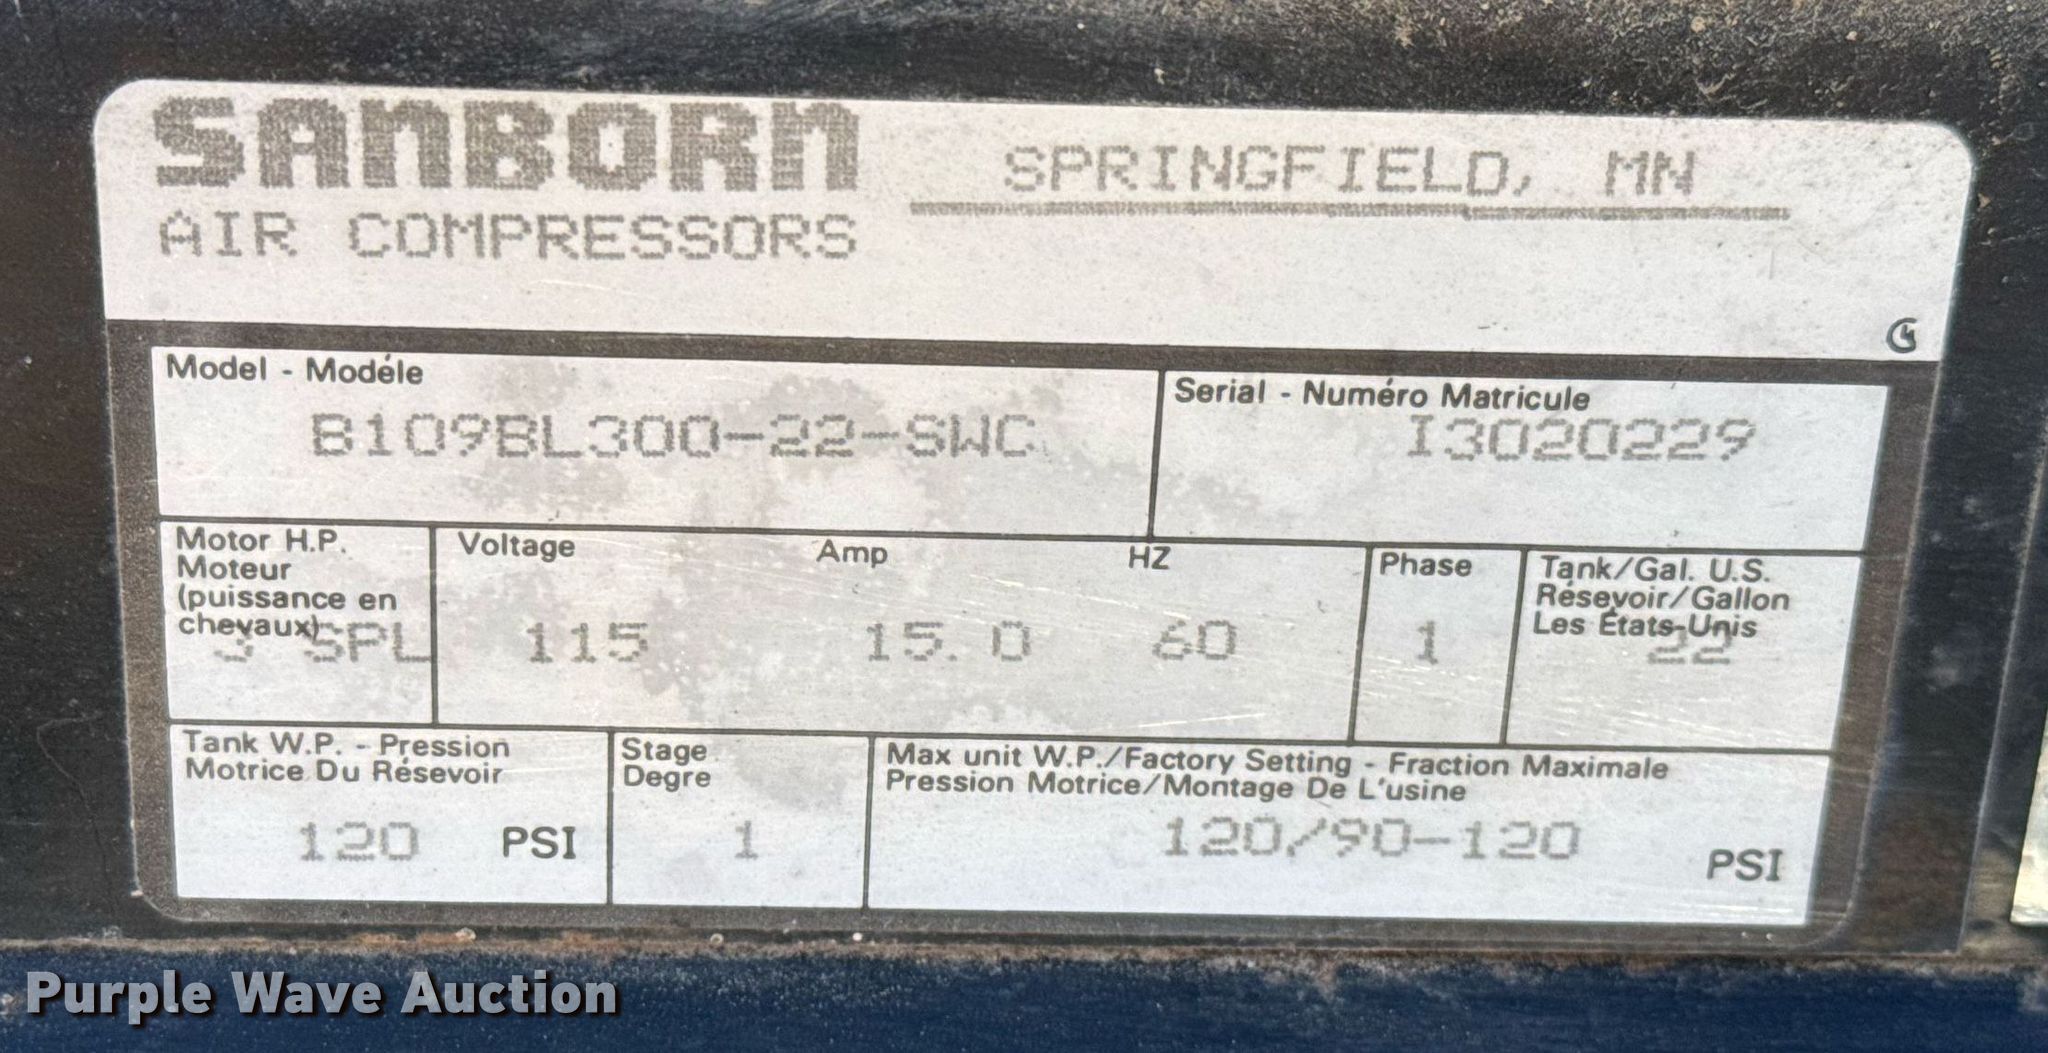 SANBORN
AIR COMPRESSORS
SPRINGFIELD, MN
Model - Modéle
B109BL300-22-SWC
Serial - Numéro Matricule
I3020229
Motor H.P.
Moteur
(puissance en
chevaux)
3 SPL
Voltage
115
Amp
15.0
HZ
60
Phase
1
Tank/Gal. U.S.
Résevoir/Gallon
Les États-Unis
22
Tank W.P. - Pression
Motrice Du Résevoir
120 PSI
Stage
Degre
1
Max unit W.P./Factory Setting - Fraction Maximale
Pression Motrice/Montage De L'usine
120/90-120 PSI
Purple Wave Auction